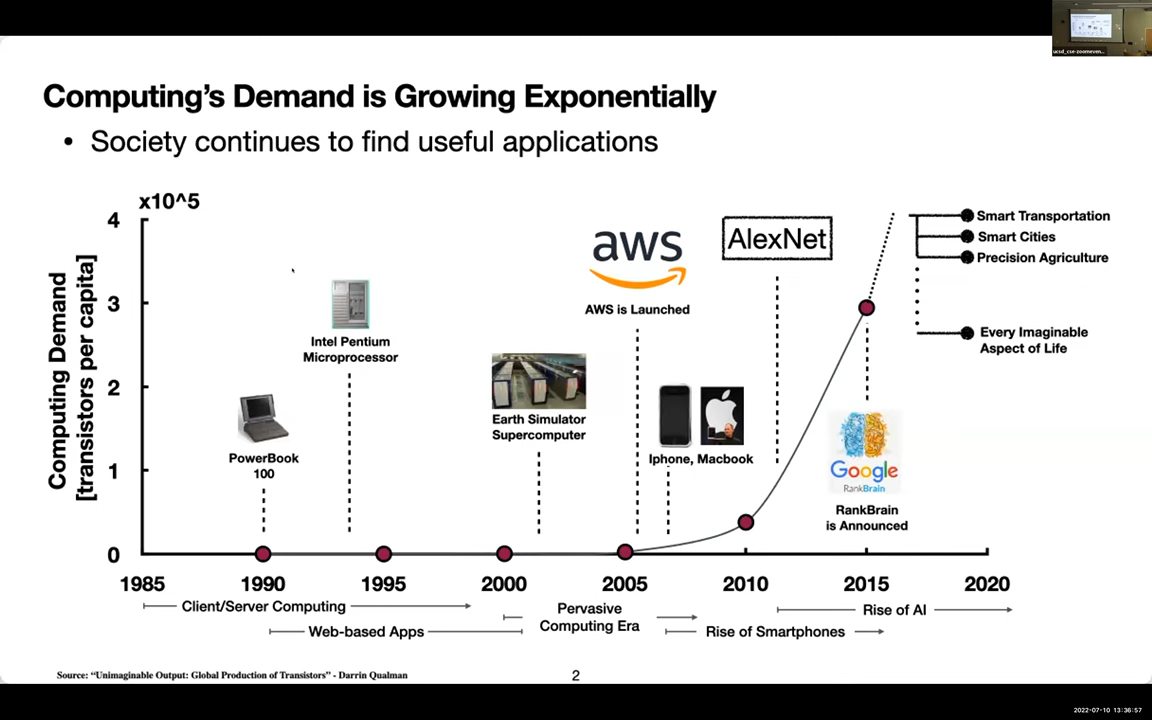 ucsd_cse-zoomeven...
Computing's Demand is Growing Exponentially
• Society continues to find useful applications
x10^5
4
3
2
1
0
Computing Demand
[transistors per capita]
PowerBook
100
Intel Pentium
Microprocessor
Earth Simulator
Supercomputer
aws
AWS is Launched
Iphone, Macbook
AlexNet
Google
RankBrain
RankBrain
is Announced
Smart Transportation
Smart Cities
Precision Agriculture
Every Imaginable
Aspect of Life
1985
1990
1995
2000
2005
2010
2015
2020
Client/Server Computing
Web-based Apps
Pervasive
Computing Era
Rise of Smartphones
Rise of AI
Source: “Unimaginable Output: Global Production of Transistors” - Darrin Qualman
2
2022-07-10 13:36:57